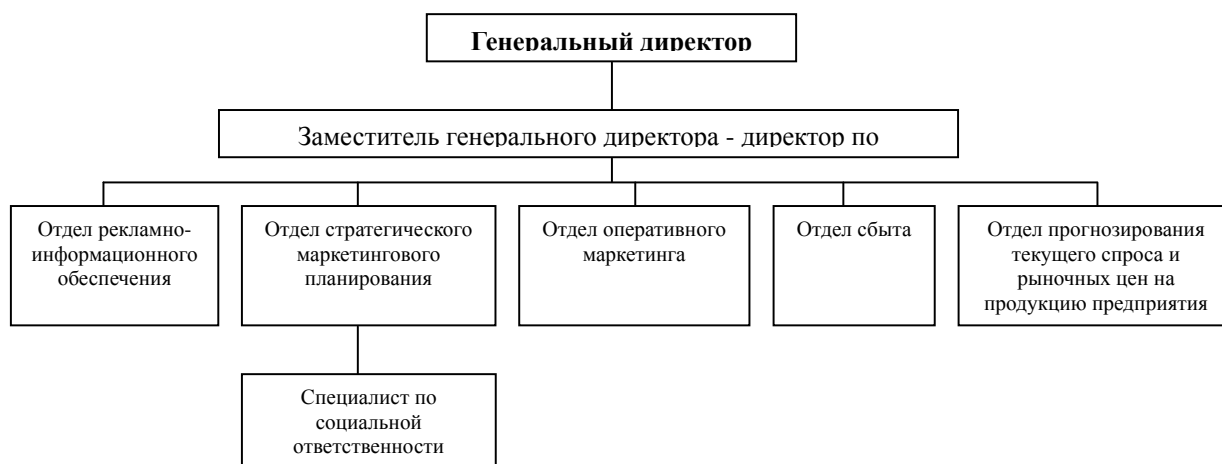 Генеральный директор
Заместитель генерального директора - директор по
Отдел рекламно-
информационного
обеспечения
Отдел стратегического
маркетингового
планирования
Отдел оперативного
маркетинга
Отдел сбыта
Отдел прогнозирования
текущего спроса и
рыночных цен на
продукцию предприятия
Специалист по
социальной
ответственности